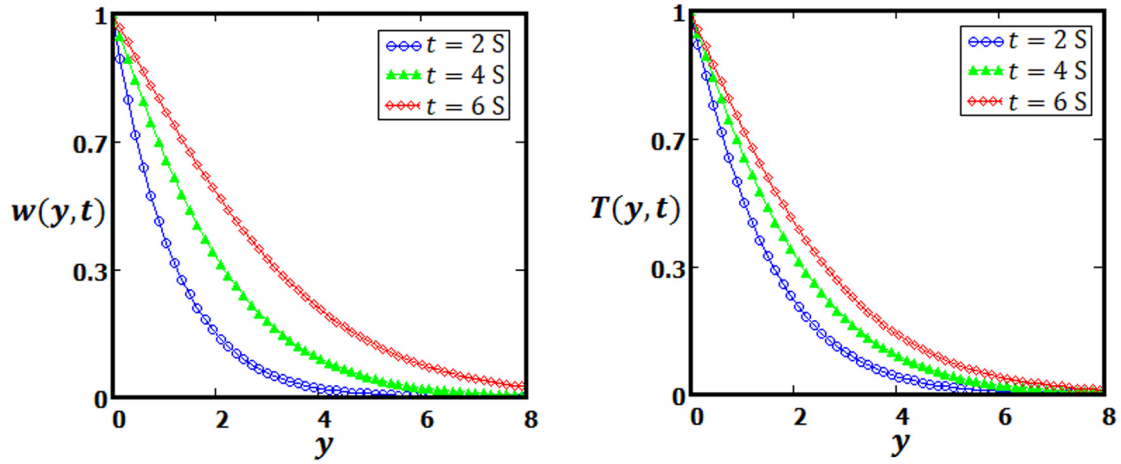 1
0.7
0.3
0
w(y,t)
t = 2 S
t = 4 S
t = 6 S
0 2 4 6 8
y
1
0.7
0.3
0
T(y,t)
t = 2 S
t = 4 S
t = 6 S
0 2 4 6 8
y